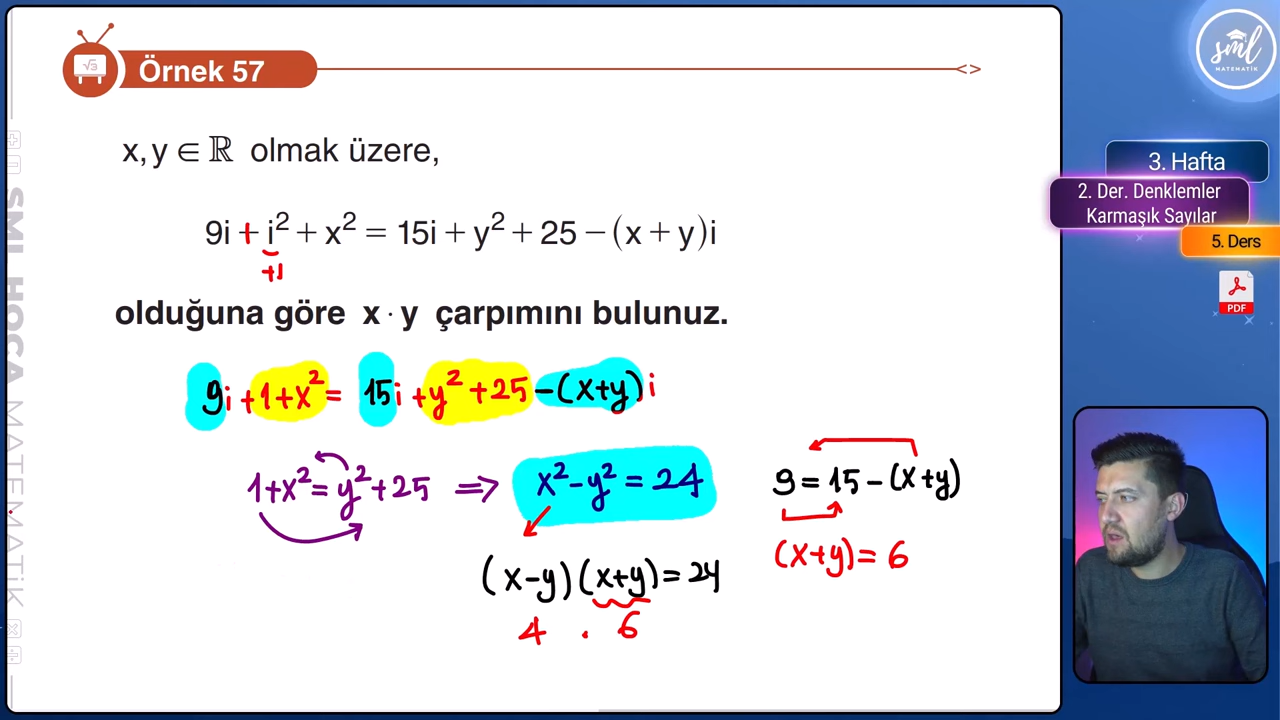 √3
Örnek 57
x, y ∈ ℝ olmak üzere,
9i + i² + x² = 15i + y² + 25 − (x + y)i
+1
olduğuna göre x · y çarpımını bulunuz.
9i + 1 + x² = 15i + y² + 25 − (x+y)i
1 + x² = y² + 25 ⇒ x² − y² = 24
9 = 15 − (x+y)
(x+y) = 6
(x−y)(x+y) = 24
4 . 6
SML HOCA MATEMATİK
sml
MATEMATİK
3. Hafta
2. Der. Denklemler
Karmaşık Sayılar
5. Ders
PDF